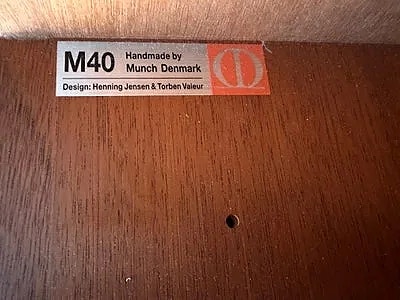 M40 Handmade by
Munch Denmark
Design: Henning Jensen & Torben Valeur